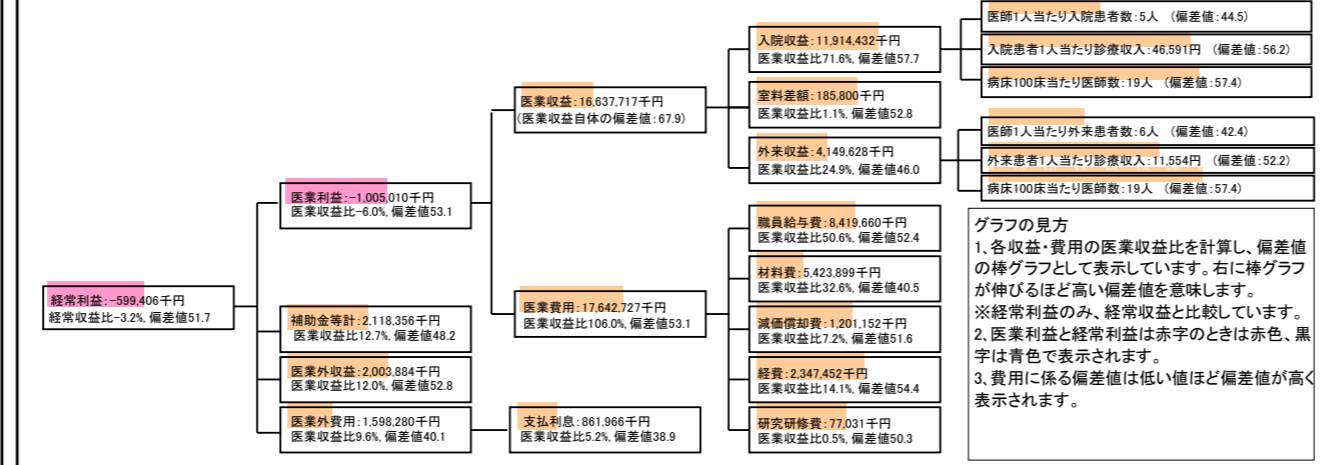 経常利益:-599,406千円
経常収益比-3.2%, 偏差値51.7
医業利益:-1,005,010千円
医業収益比-6.0%, 偏差値53.1
補助金等計:2,118,356千円
医業収益比12.7%, 偏差値48.2
医業外収益:2,003,884千円
医業収益比12.0%, 偏差値52.8
医業外費用:1,598,280千円
医業収益比9.6%, 偏差値40.1
医業収益:16,637,717千円
(医業収益自体の偏差値:67.9)
医業費用:17,642,727千円
医業収益比106.0%, 偏差値53.1
支払利息:861,966千円
医業収益比5.2%, 偏差値38.9
入院収益:11,914,432千円
医業収益比71.6%, 偏差値57.7
室料差額:185,800千円
医業収益比1.1%, 偏差値52.8
外来収益:4,149,628千円
医業収益比24.9%, 偏差値46.0
職員給与費:8,419,660千円
医業収益比50.6%, 偏差値52.4
材料費:5,423,899千円
医業収益比32.6%, 偏差値40.5
減価償却費:1,201,152千円
医業収益比7.2%, 偏差値51.6
経費:2,347,452千円
医業収益比14.1%, 偏差値54.4
研究研修費:77,031千円
医業収益比0.5%, 偏差値50.3
医師1人当たり入院患者数:5人 (偏差値:44.5)
入院患者1人当たり診療収入:46,591円 (偏差値:56.2)
病床100床当たり医師数:19人 (偏差値:57.4)
医師1人当たり外来患者数:6人 (偏差値:42.4)
外来患者1人当たり診療収入:11,554円 (偏差値:52.2)
病床100床当たり医師数:19人 (偏差値:57.4)
グラフの見方
1、各収益・費用の医業収益比を計算し、偏差値
の棒グラフとして表示しています。右に棒グラフ
が伸びるほど高い偏差値を意味します。
※経常利益のみ、経常収益と比較しています。
2、医業利益と経常利益は赤字のときは赤色、黒
字は青色で表示されます。
3、費用に係る偏差値は低い値ほど偏差値が高く
表示されます。